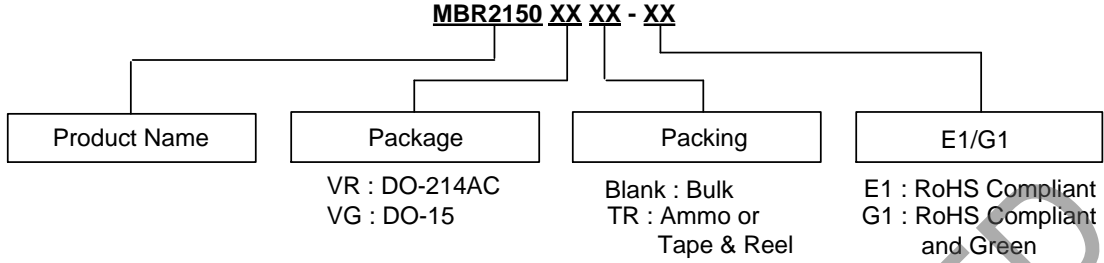 MBR2150 XX XX - XX
Product Name
Package
Packing
E1/G1
VR : DO-214AC
VG : DO-15
Blank : Bulk
TR : Ammo or
Tape & Reel
E1 : RoHS Compliant
G1 : RoHS Compliant
and Green